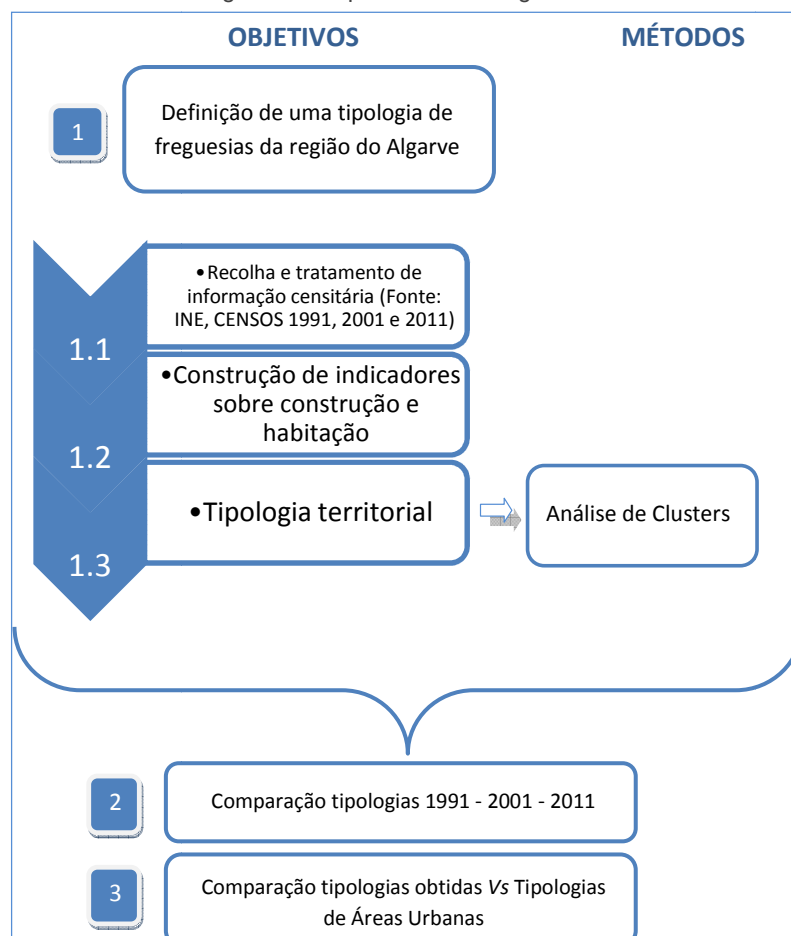 OBJETIVOS MÉTODOS
1
Definição de uma tipologia de
freguesias da região do Algarve
1.1
•Recolha e tratamento de
informação censitária (Fonte:
INE, CENSOS 1991, 2001 e 2011)
1.2
•Construção de indicadores
sobre construção e
habitação
1.3
•Tipologia territorial
Análise de Clusters
2
Comparação tipologias 1991 - 2001 - 2011
3
Comparação tipologias obtidas Vs Tipologias
de Áreas Urbanas